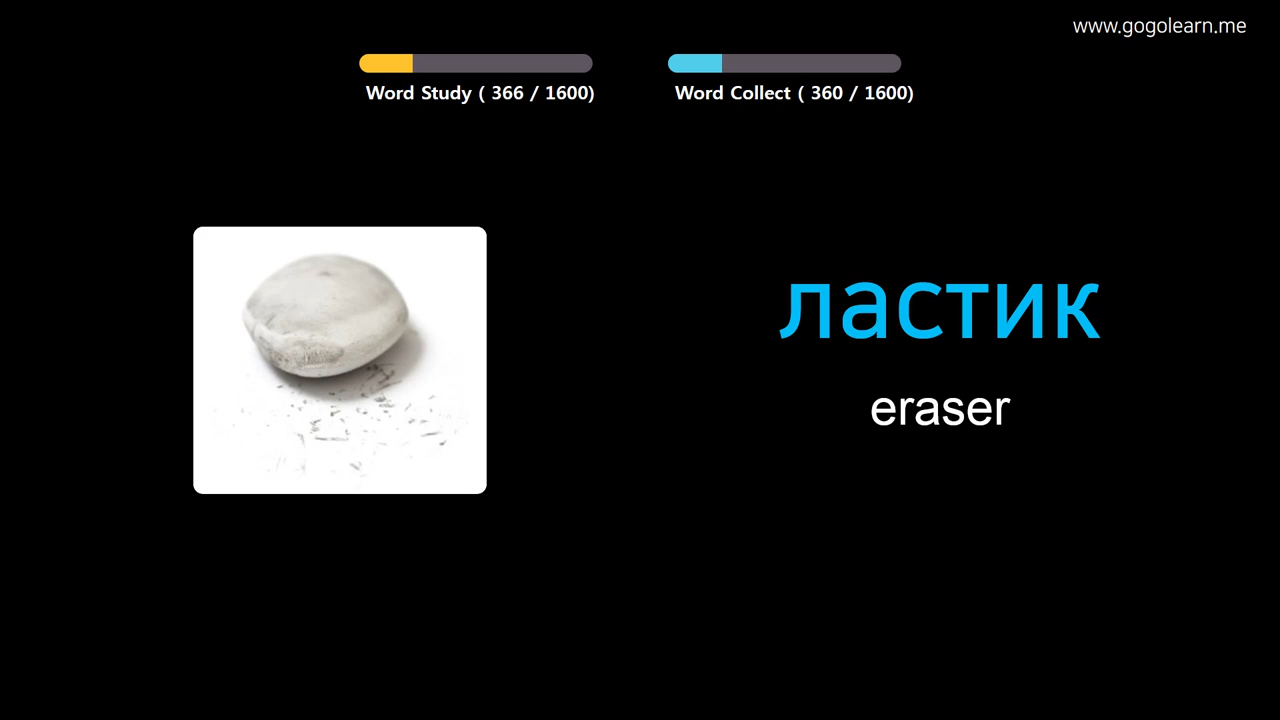 www.gogolearn.me
Word Study ( 366 / 1600)
Word Collect ( 360 / 1600)
ластик
eraser